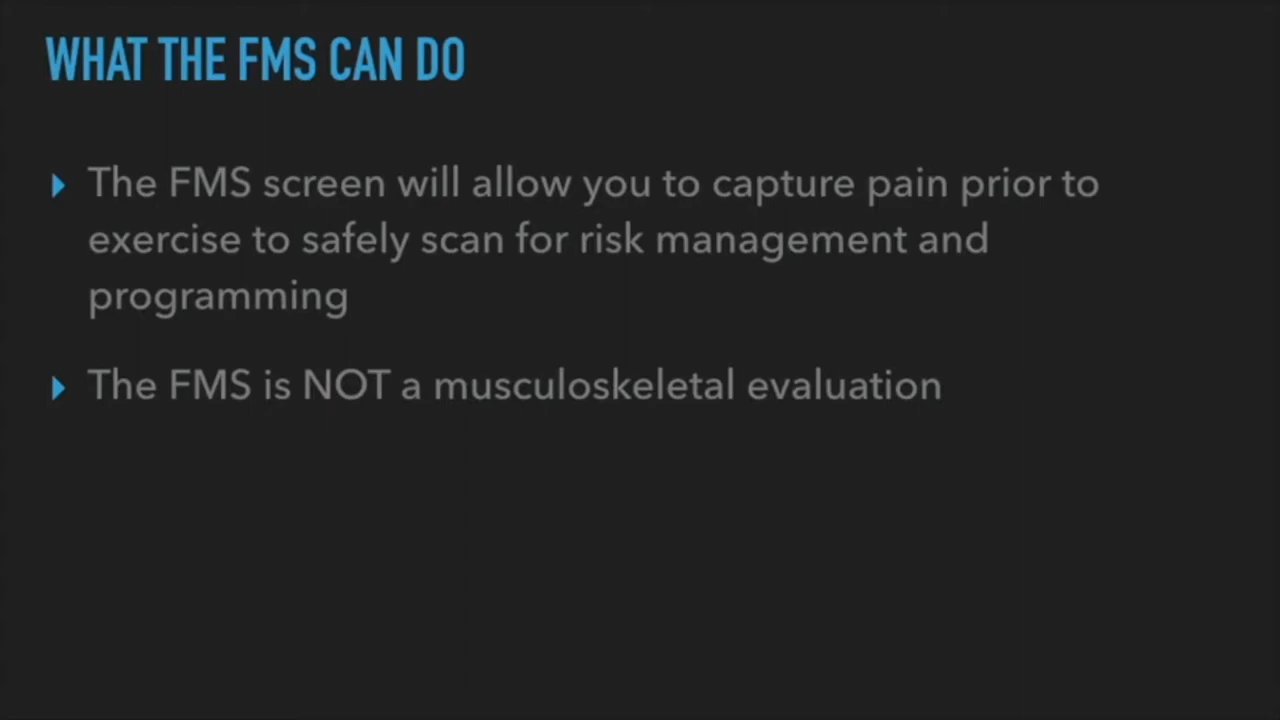 WHAT THE FMS CAN DO
The FMS screen will allow you to capture pain prior to
exercise to safely scan for risk management and
programming
The FMS is NOT a musculoskeletal evaluation